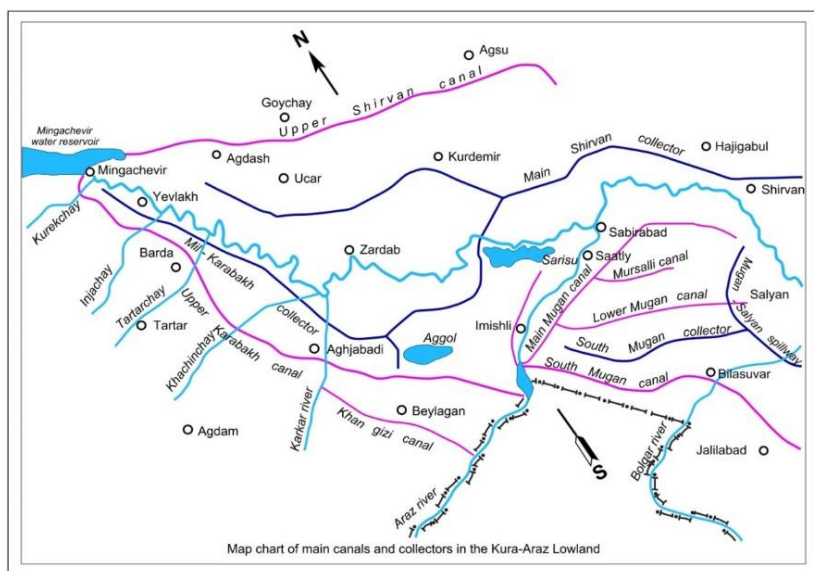 N
Agsu
Goychay
Upper Shirvan canal
Mingachevir
water reservoir
Agdash
Kurdemir
Main Shirvan collector
Hajigabul
Mingachevir
Ucar
Shirvan
Yevlakh
Kurekchay
Sabirabad
Barda
Mil - Karabakh collector
Zardab
Sarisu
Saatly
Mursalli canal
Injachay
Tartarchay
Main Mugan canal
Mugan Salyan spillway
Salyan
Tartar
Upper Karabakh canal
Khachinchay
Imishli
Lower Mugan canal
Aggol
South Mugan collector
Aghjabadi
South Mugan canal
Bilasuvar
Karkar river
Khan gizi canal
Beylagan
Agdam
S
Bolgar river
Jalilabad
Araz river
Map chart of main canals and collectors in the Kura-Araz Lowland